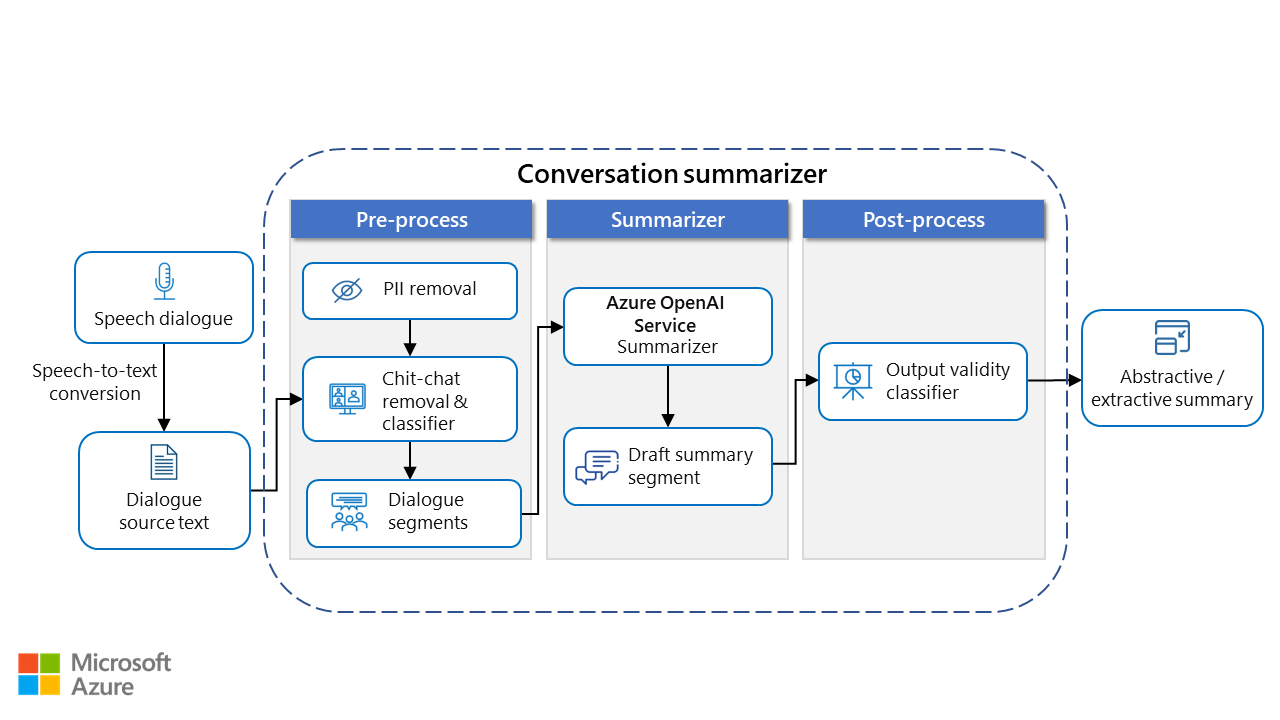 Conversation summarizer
Pre-process
Summarizer
Post-process
Speech dialogue
Speech-to-text
conversion
Dialogue
source text
PII removal
Chit-chat
removal &
classifier
Dialogue
segments
Azure OpenAI
Service
Summarizer
Draft summary
segment
Output validity
classifier
Abstractive /
extractive summary
Microsoft
Azure